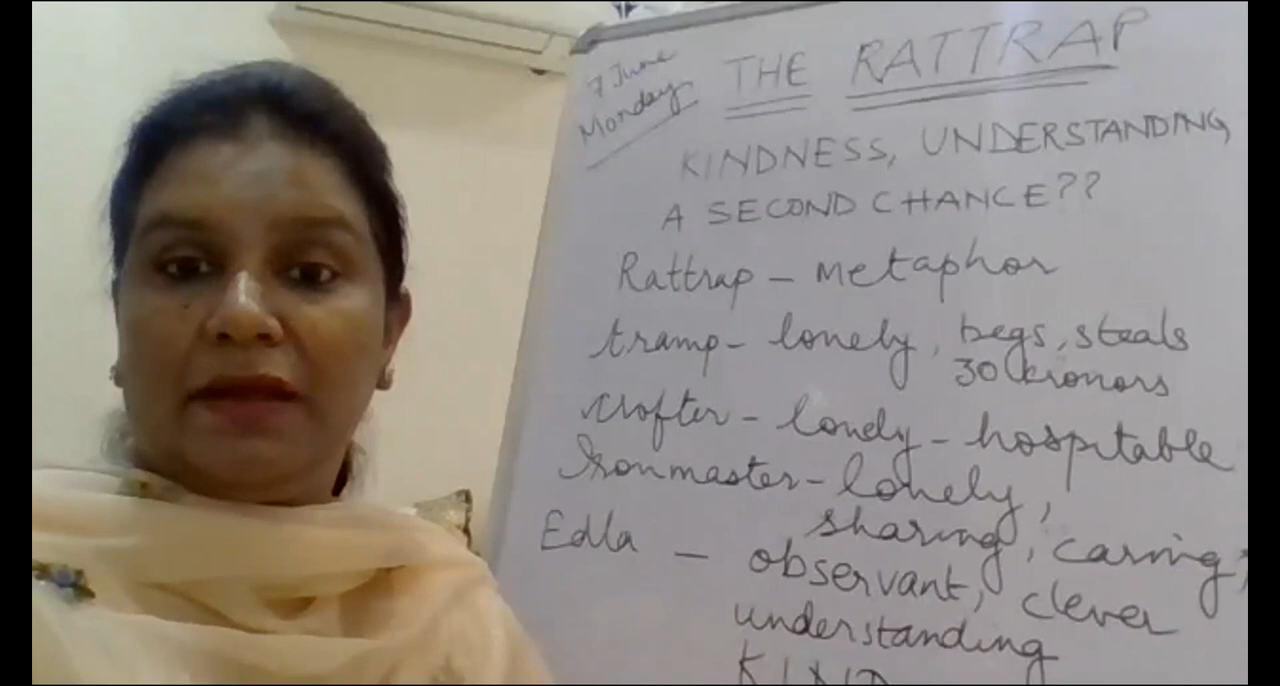 7 June
Monday
THE RATTRAP
KINDNESS, UNDERSTANDING,
A SECOND CHANCE??
Rattrap - metaphor
tramp - lonely, begs, steals
30 kronors
crofter - lonely - hospitable
Ironmaster - lonely,
sharing, caring,
Edla - observant, clever
understanding
KIND